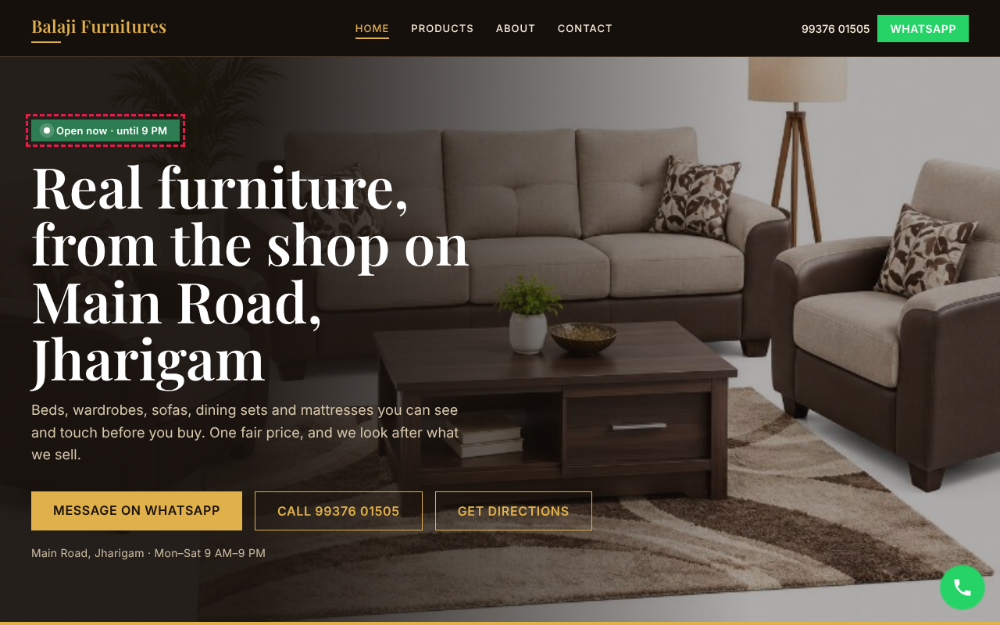 Balaji Furnitures
HOME PRODUCTS ABOUT CONTACT
99376 01505 WHATSAPP
Open now · until 9 PM
Real furniture,
from the shop on
Main Road,
Jharigam
Beds, wardrobes, sofas, dining sets and mattresses you can see
and touch before you buy. One fair price, and we look after what
we sell.
MESSAGE ON WHATSAPP CALL 99376 01505 GET DIRECTIONS
Main Road, Jharigam · Mon–Sat 9 AM–9 PM